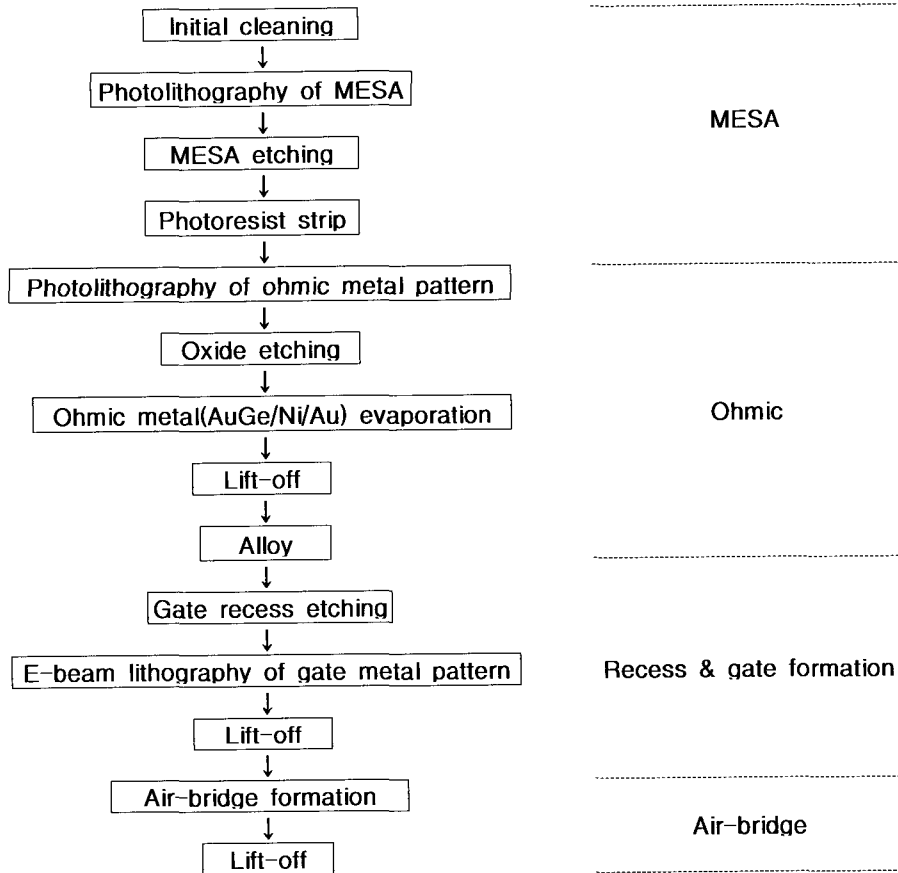 Initial cleaning
Photolithography of MESA
MESA etching
Photoresist strip
MESA
Photolithography of ohmic metal pattern
Oxide etching
Ohmic metal(AuGe/Ni/Au) evaporation
Lift-off
Alloy
Ohmic
Gate recess etching
E-beam lithography of gate metal pattern
Lift-off
Recess & gate formation
Air-bridge formation
Lift-off
Air-bridge